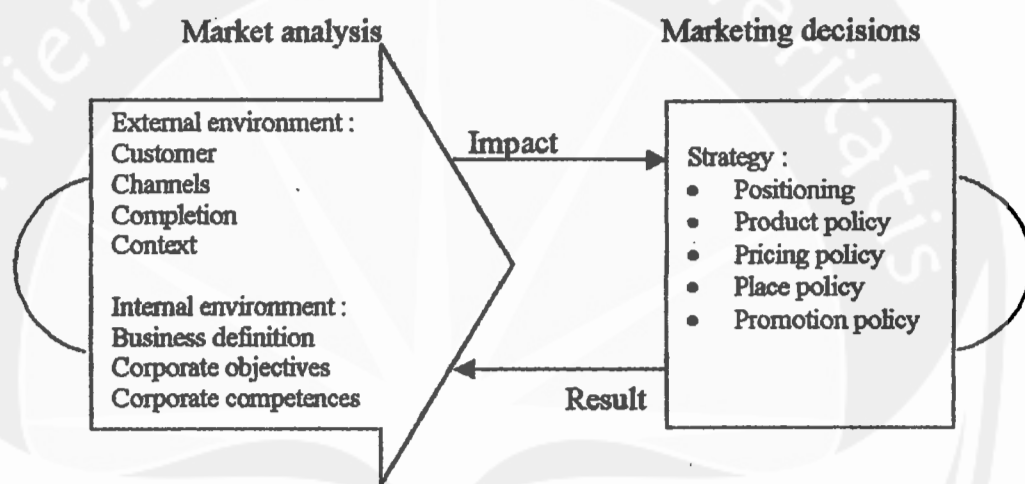 Market analysis
Marketing decisions
External environment :
Customer
Channels
Completion
Context
Internal environment :
Business definition
Corporate objectives
Corporate competences
Impact
Result
Strategy :
• Positioning
• Product policy
• Pricing policy
• Place policy
• Promotion policy